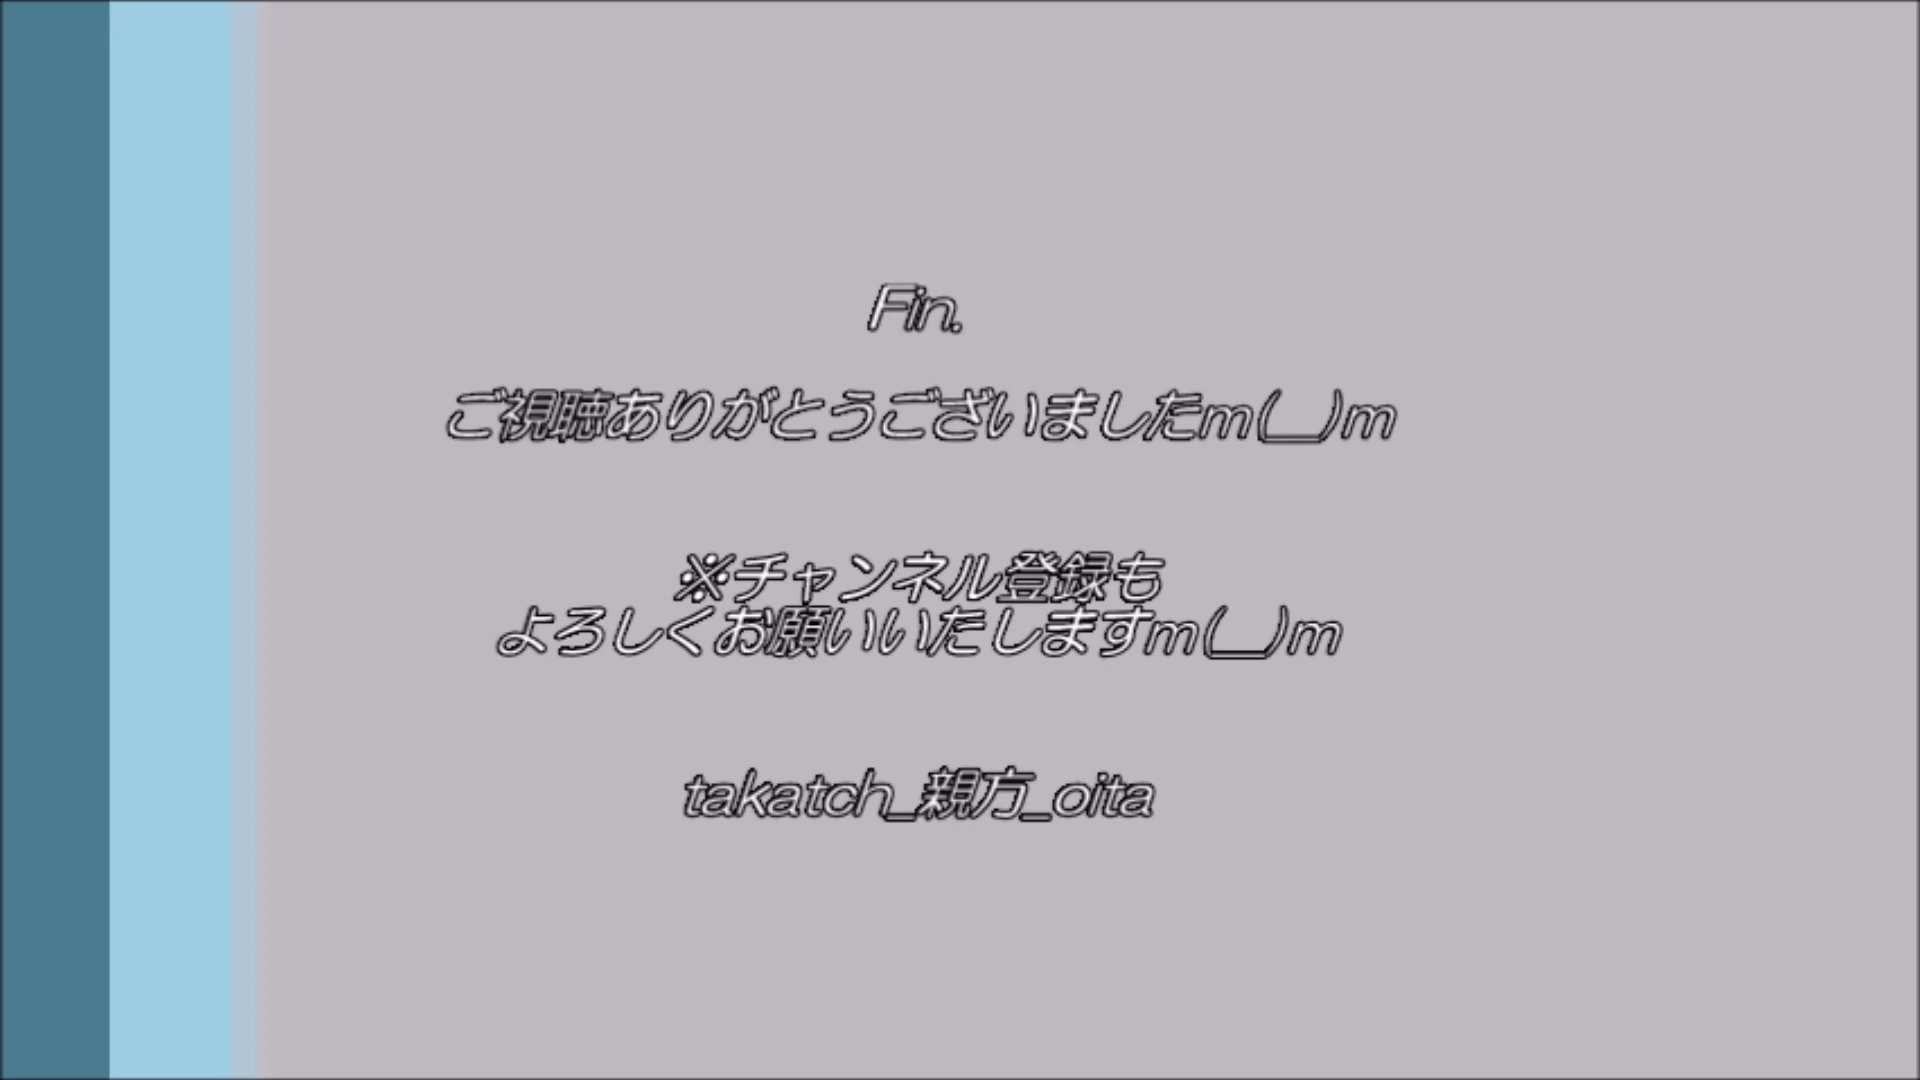 Fin.
ご視聴ありがとうございましたm(__)m
※チャンネル登録も
よろしくお願いいたしますm(__)m
takatch_親方_oita